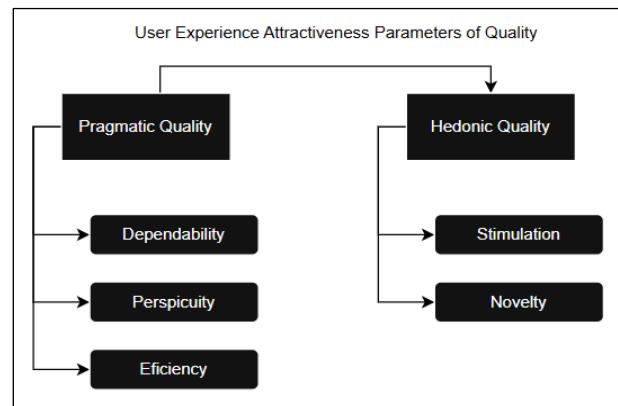 User Experience Attractiveness Parameters of Quality
Pragmatic Quality
Hedonic Quality
Dependability
Stimulation
Perspicuity
Novelty
Eficiency